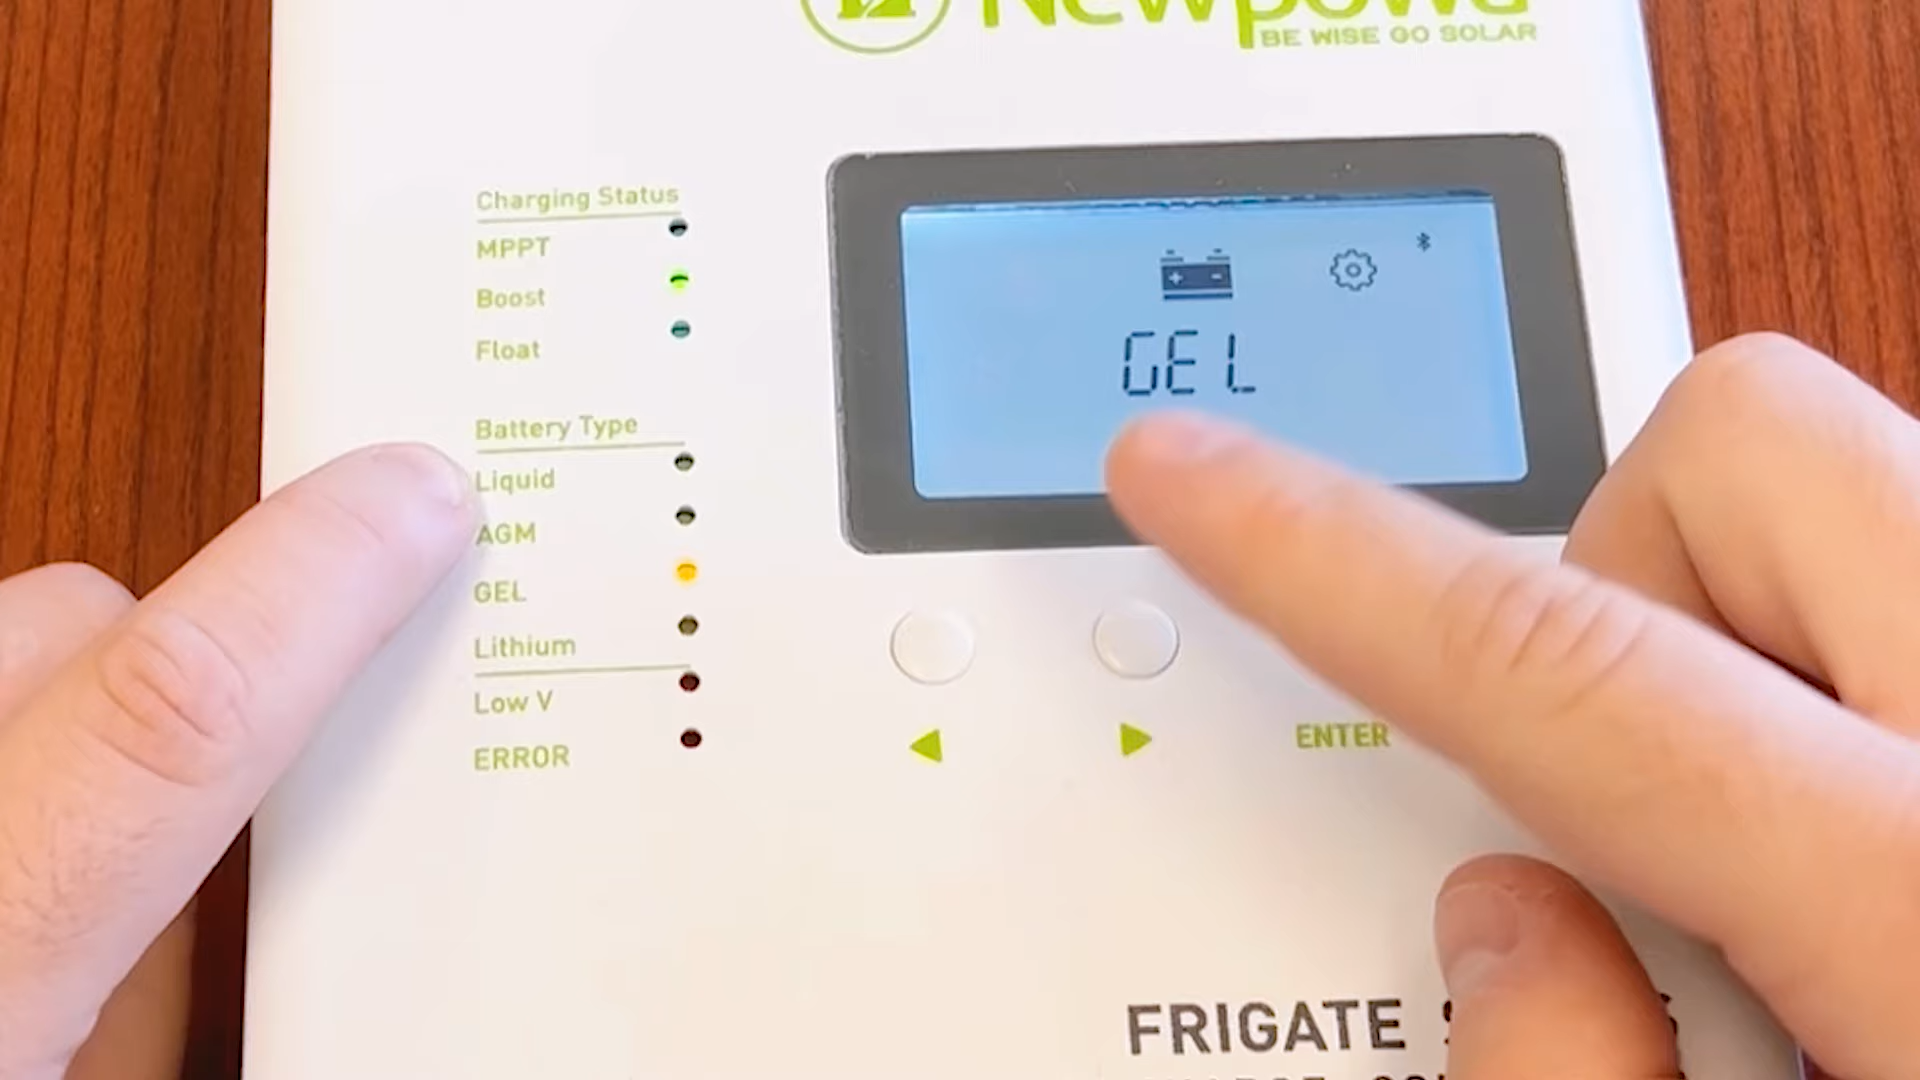 Newpowa
BE WISE GO SOLAR
Charging Status
MPPT
Boost
Float
Battery Type
Liquid
AGM
GEL
Lithium
Low V
ERROR
GEL
ENTER
FRIGATE